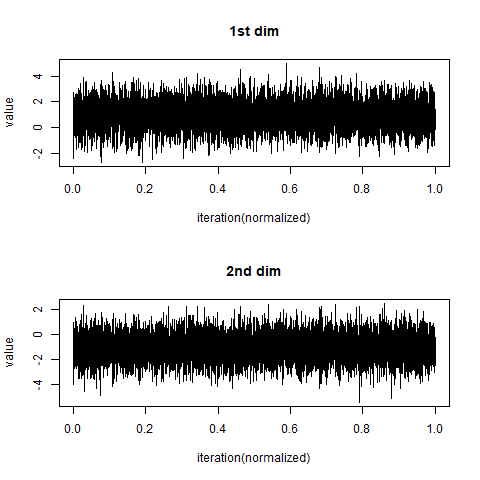 1st dim
value
4
2
0
-2
0.0 0.2 0.4 0.6 0.8 1.0
iteration(normalized)
2nd dim
value
2
0
-2
-4
0.0 0.2 0.4 0.6 0.8 1.0
iteration(normalized)